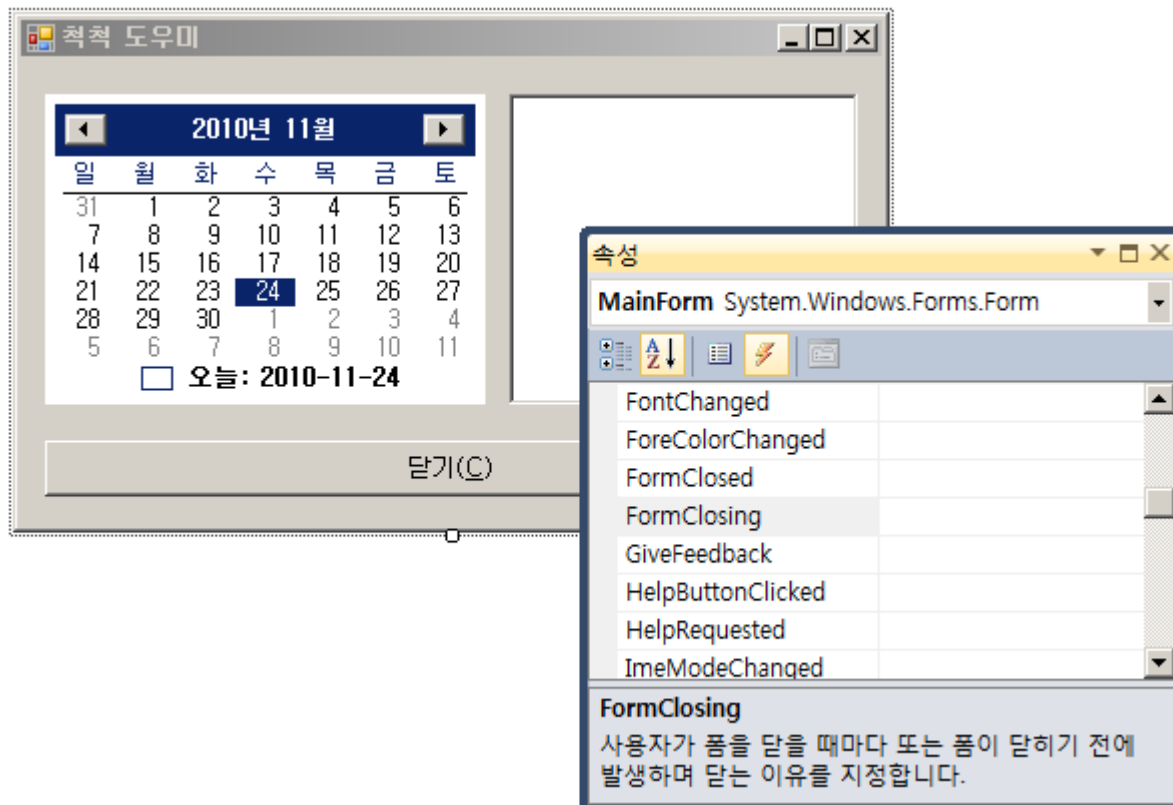 척척 도우미
2010년 11월
일 월 화 수 목 금 토
31 1 2 3 4 5 6
7 8 9 10 11 12 13
14 15 16 17 18 19 20
21 22 23 24 25 26 27
28 29 30 1 2 3 4
5 6 7 8 9 10 11
오늘: 2010-11-24
닫기(C)
속성
MainForm System.Windows.Forms.Form
FontChanged
ForeColorChanged
FormClosed
FormClosing
GiveFeedback
HelpButtonClicked
HelpRequested
ImeModeChanged
FormClosing
사용자가 폼을 닫을 때마다 또는 폼이 닫히기 전에
발생하며 닫는 이유를 지정합니다.